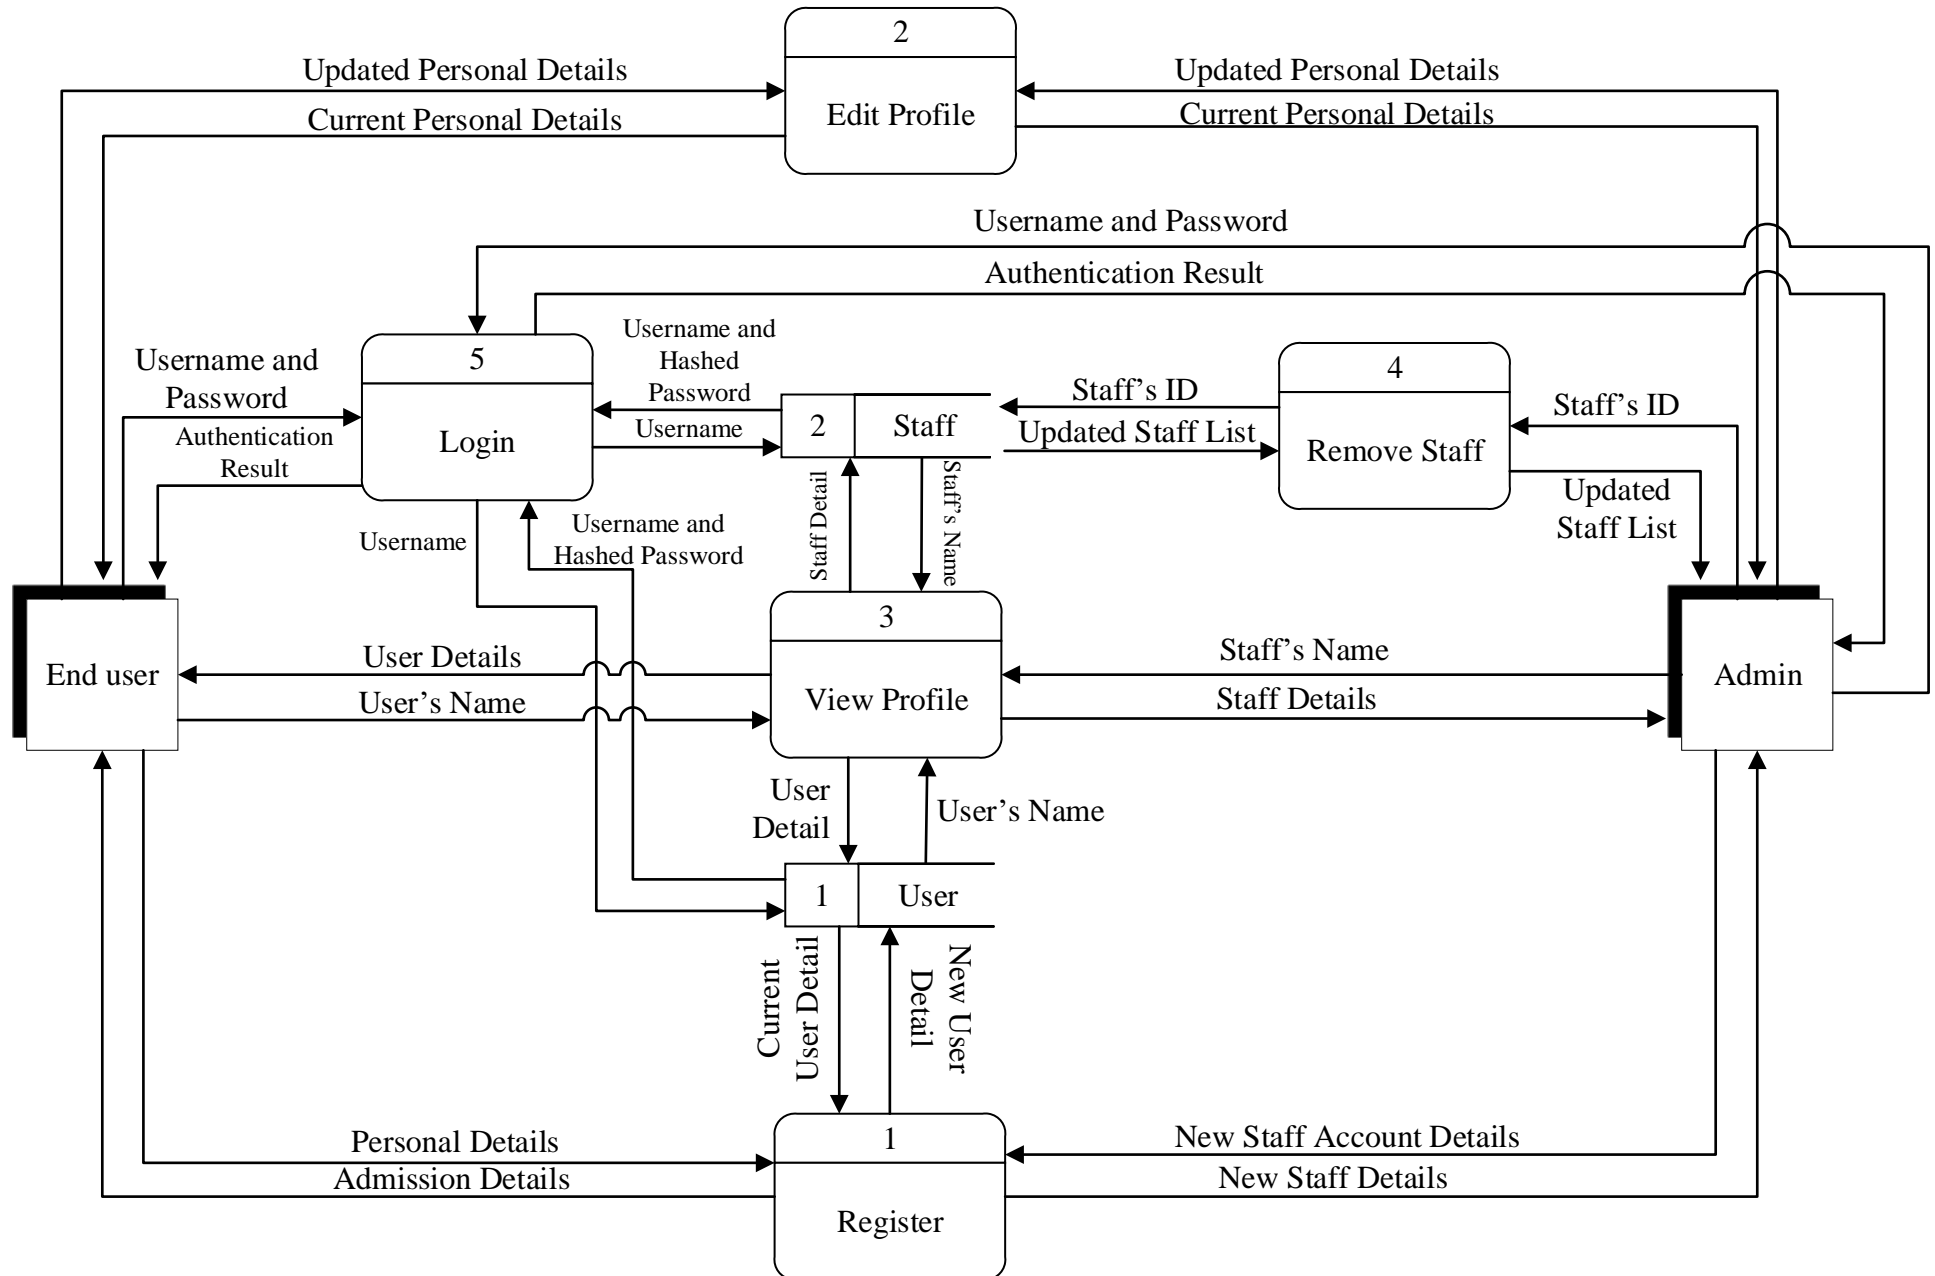 2
Edit Profile
Updated Personal Details
Current Personal Details
Updated Personal Details
Current Personal Details
Username and Password
Authentication Result
5
Login
Username and
Password
Authentication
Result
Username and
Hashed
Password
Username
2
Staff
Staff's ID
Updated Staff List
4
Remove Staff
Staff's ID
Updated
Staff List
Username
Username and
Hashed Password
Staff Detail
Staff's Name
End user
User Details
User's Name
3
View Profile
Staff's Name
Staff Details
Admin
User
Detail
User's Name
1
User
Current
User Detail
New User
Detail
Personal Details
Admission Details
1
Register
New Staff Account Details
New Staff Details